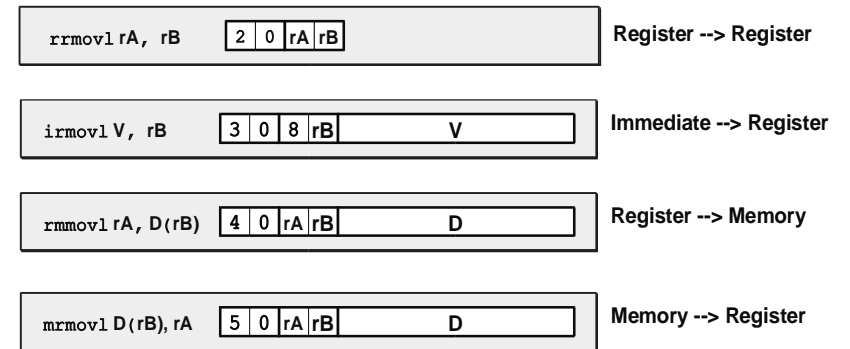 rrmovl rA, rB 2 0 rA rB Register --> Register
irmovl V, rB 3 0 8 rB V Immediate --> Register
rmmovl rA, D(rB) 4 0 rA rB D Register --> Memory
mrmovl D(rB), rA 5 0 rA rB D Memory --> Register